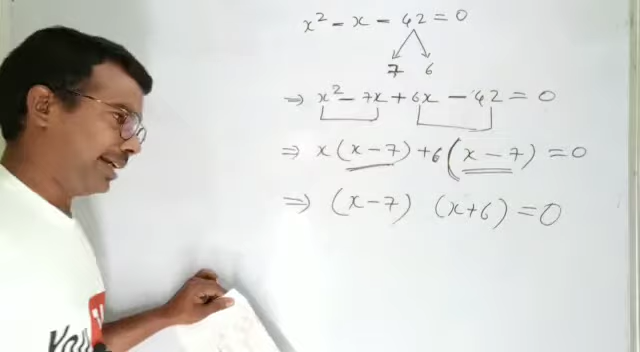 x² - x - 42 = 0
7 6
⇒ x² - 7x + 6x - 42 = 0
⇒ x (x - 7) + 6 (x - 7) = 0
⇒ (x - 7) (x + 6) = 0